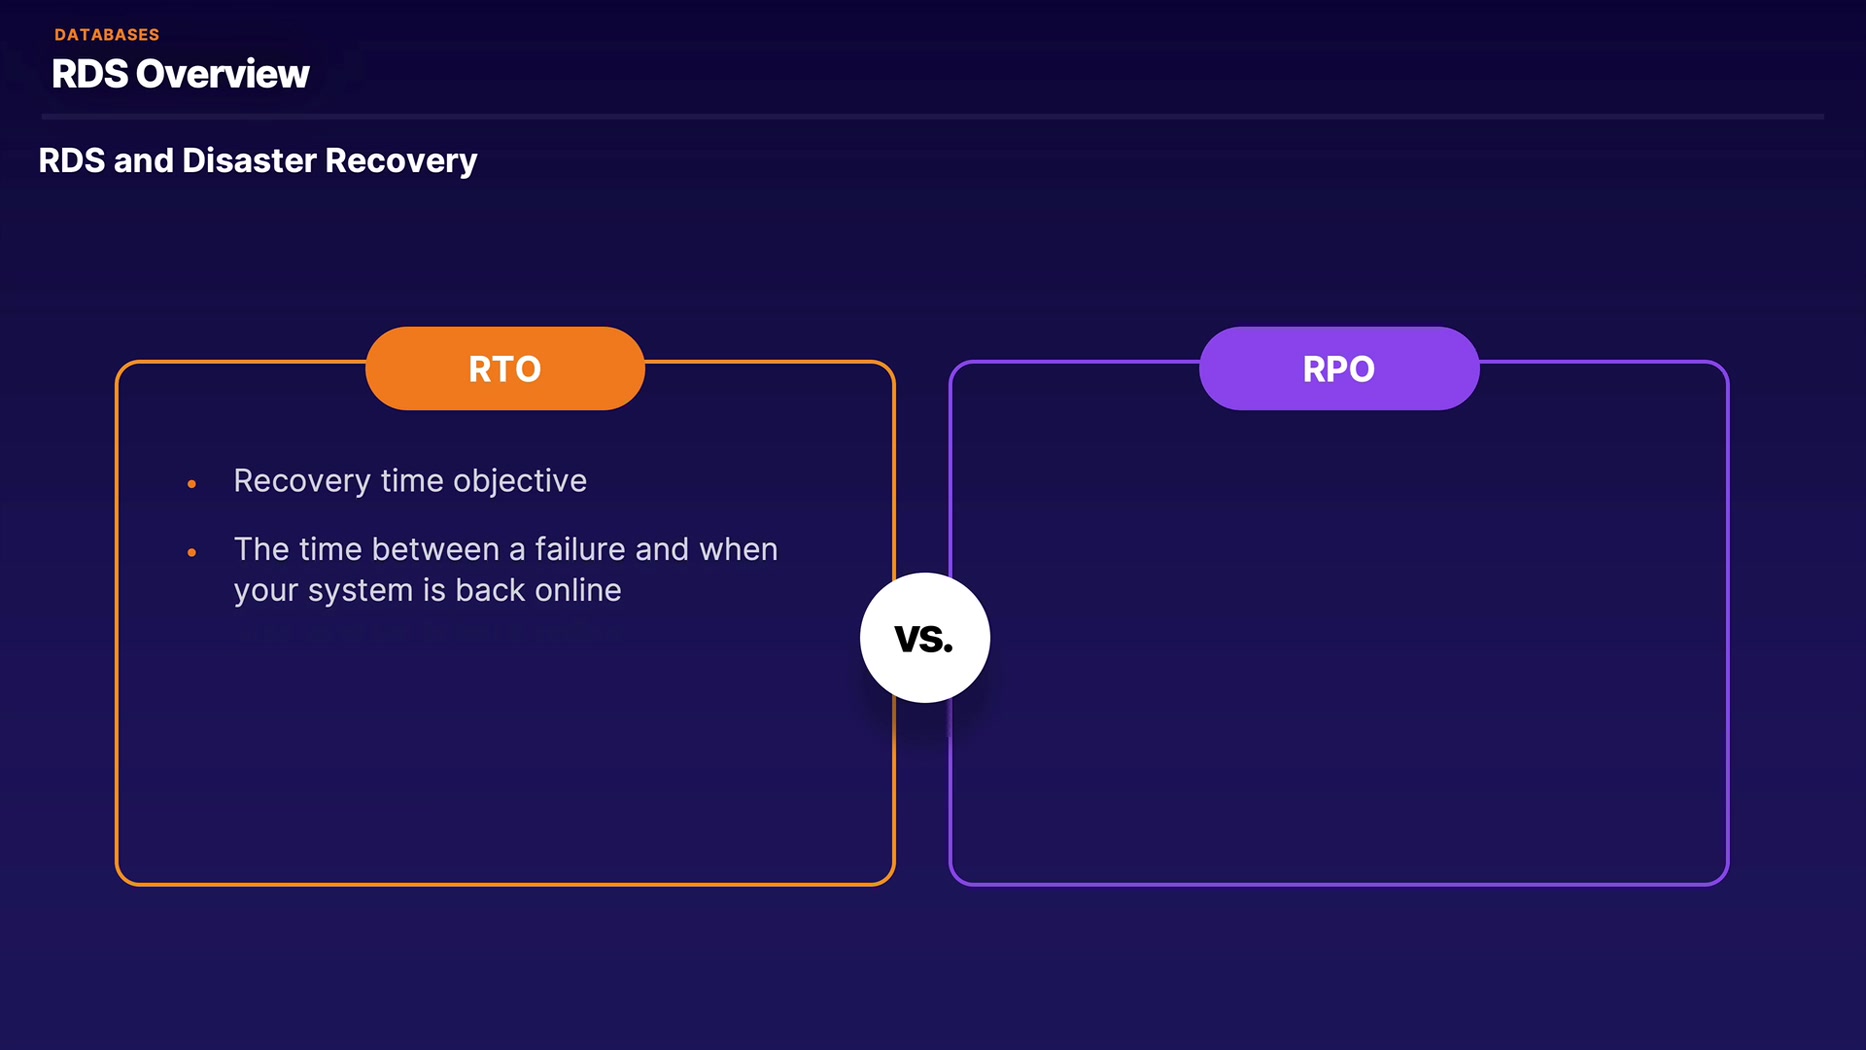 DATABASES
RDS Overview
RDS and Disaster Recovery
RTO
• Recovery time objective
• The time between a failure and when
your system is back online
vs.
RPO